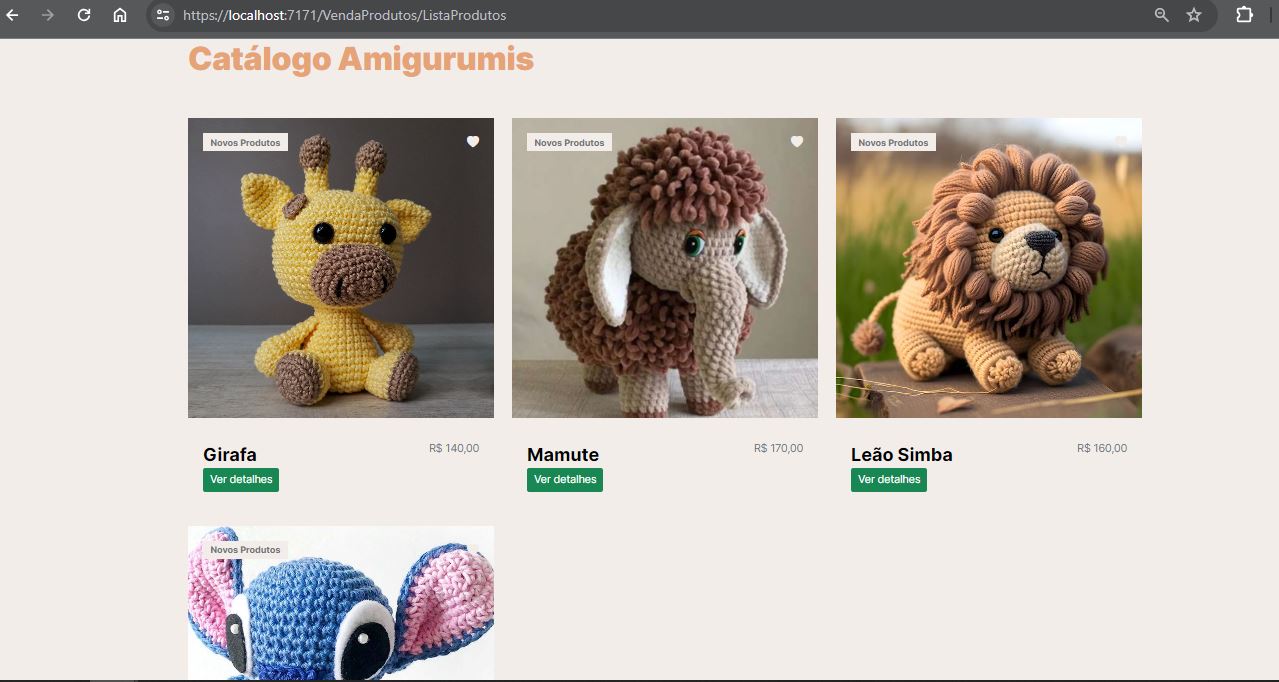 https://localhost:7171/VendaProdutos/ListaProdutos
Catálogo Amigurumis
Novos Produtos
Novos Produtos
Novos Produtos
Girafa
R$ 140,00
Mamute
R$ 170,00
Leão Simba
R$ 160,00
Ver detalhes
Ver detalhes
Ver detalhes
Novos Produtos